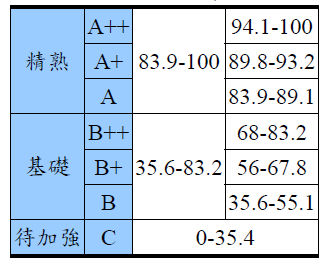 A++ 94.1-100
精熟 A+ 83.9-100 89.8-93.2
A 83.9-89.1
B++ 68-83.2
基礎 B+ 35.6-83.2 56-67.8
B 35.6-55.1
待加強 C 0-35.4